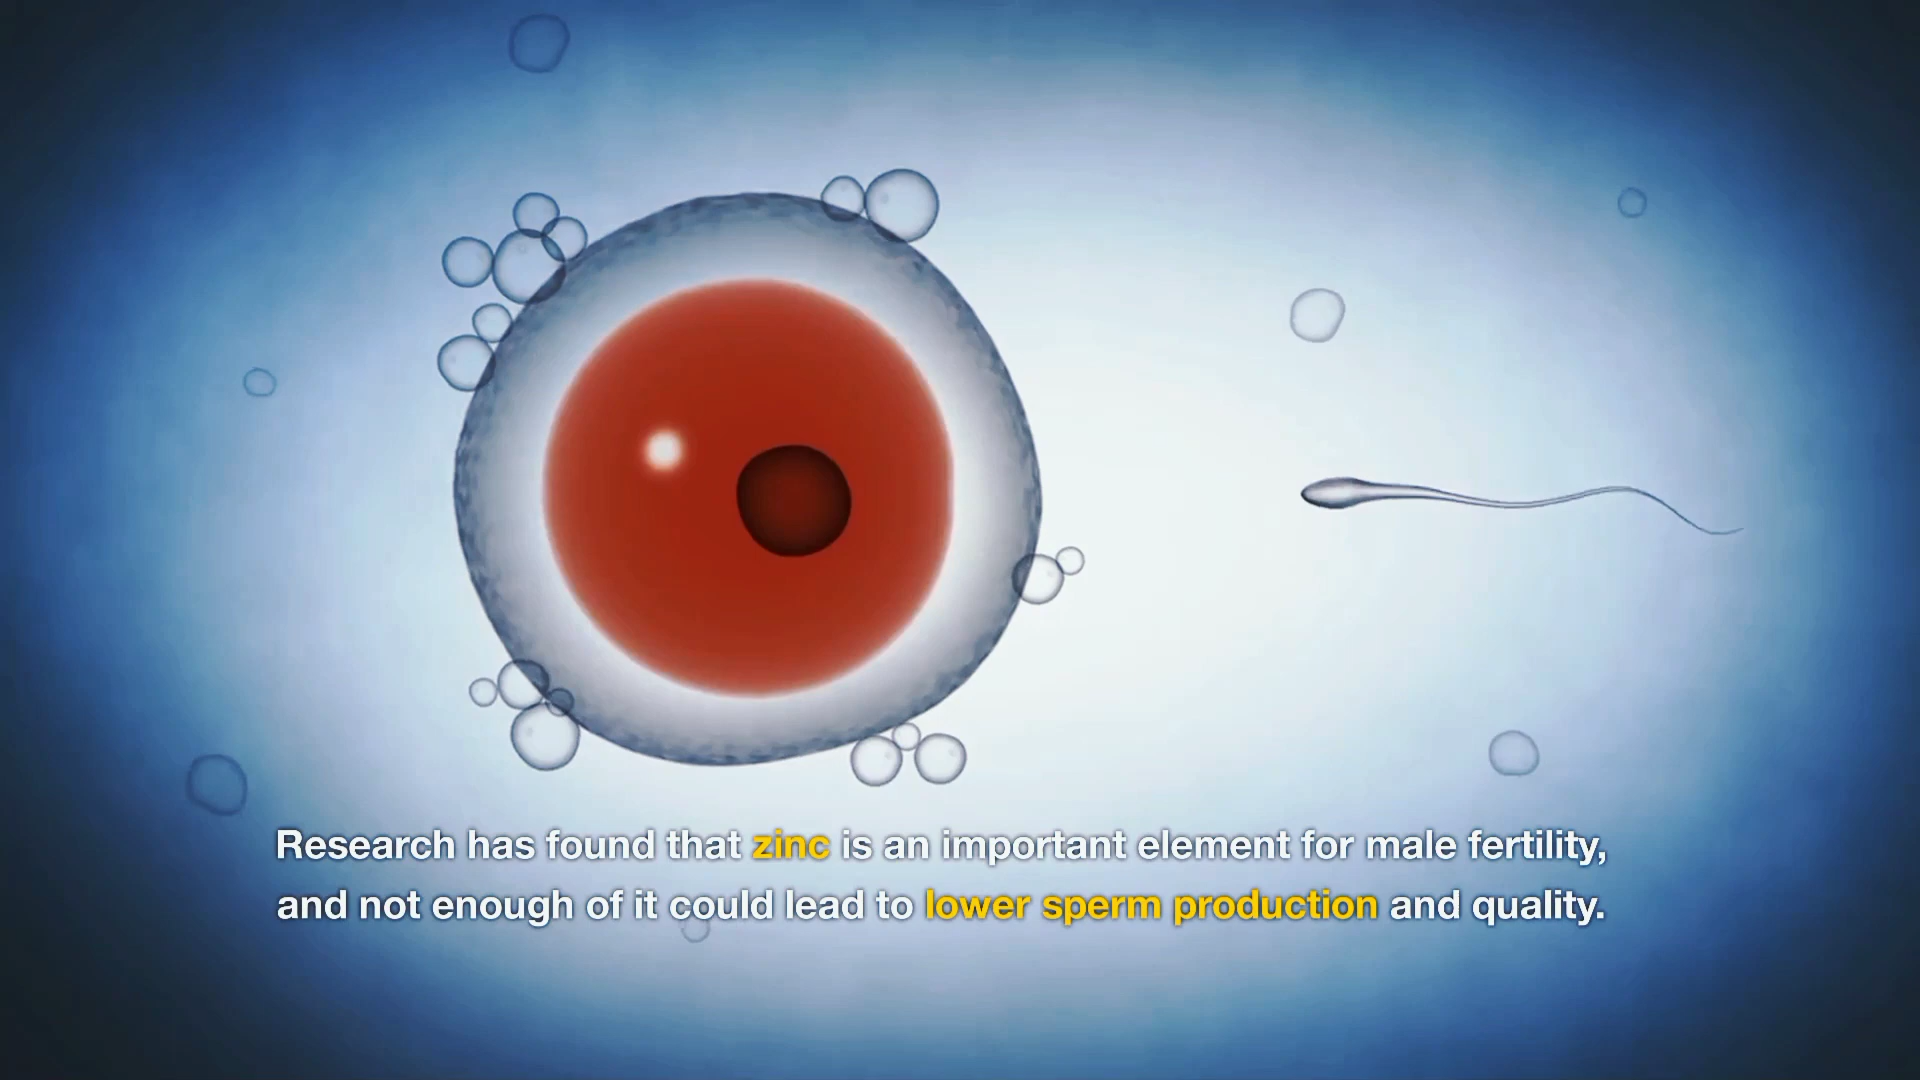 Research has found that zinc is an important element for male fertility,
and not enough of it could lead to lower sperm production and quality.